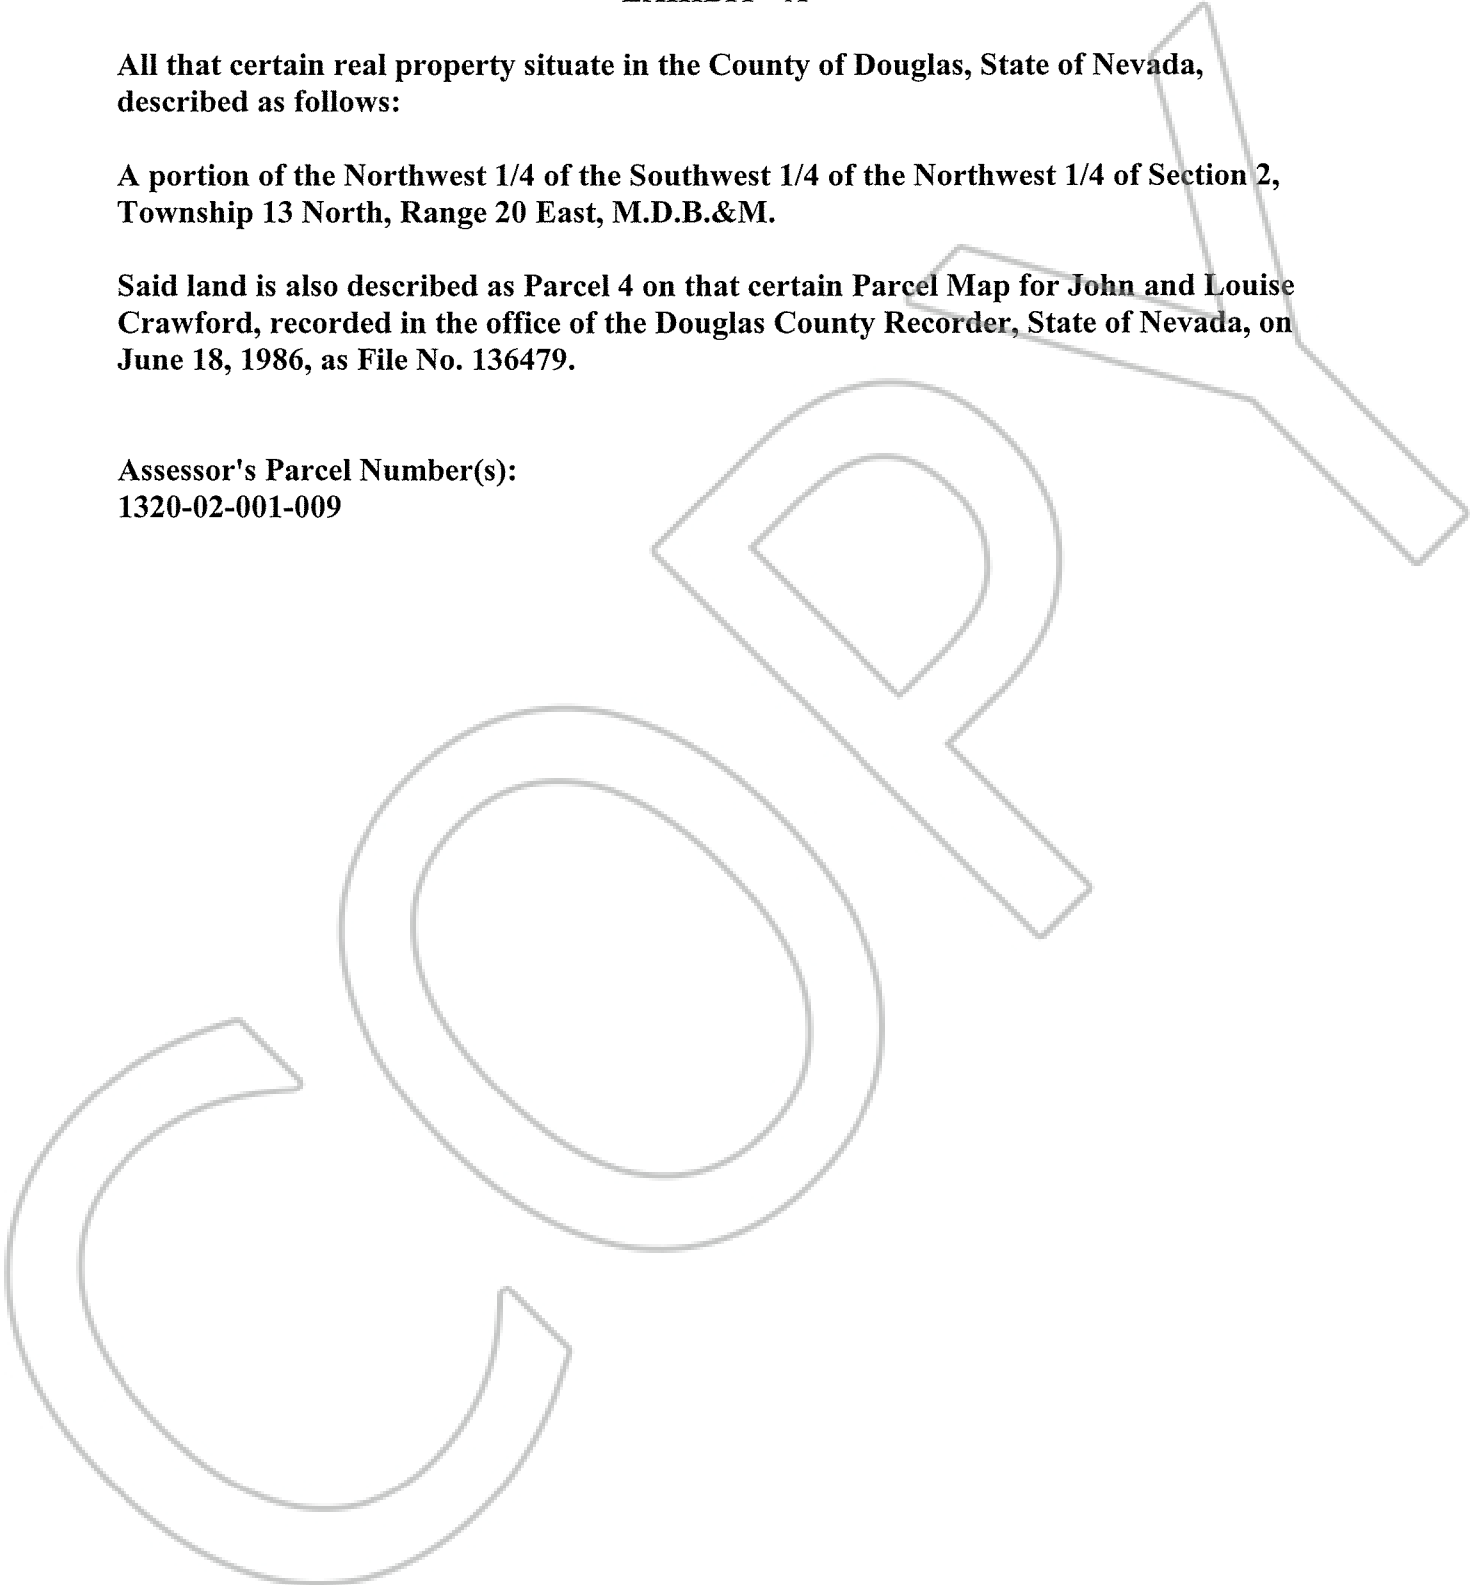 All that certain real property situate in the County of Douglas, State of Nevada,
described as follows:
A portion of the Northwest 1/4 of the Southwest 1/4 of the Northwest 1/4 of Section 2,
Township 13 North, Range 20 East, M.D.B.&M.
Said land is also described as Parcel 4 on that certain Parcel Map for John and Louise
Crawford, recorded in the office of the Douglas County Recorder, State of Nevada, on
June 18, 1986, as File No. 136479.
Assessor's Parcel Number(s):
1320-02-001-009
COPY